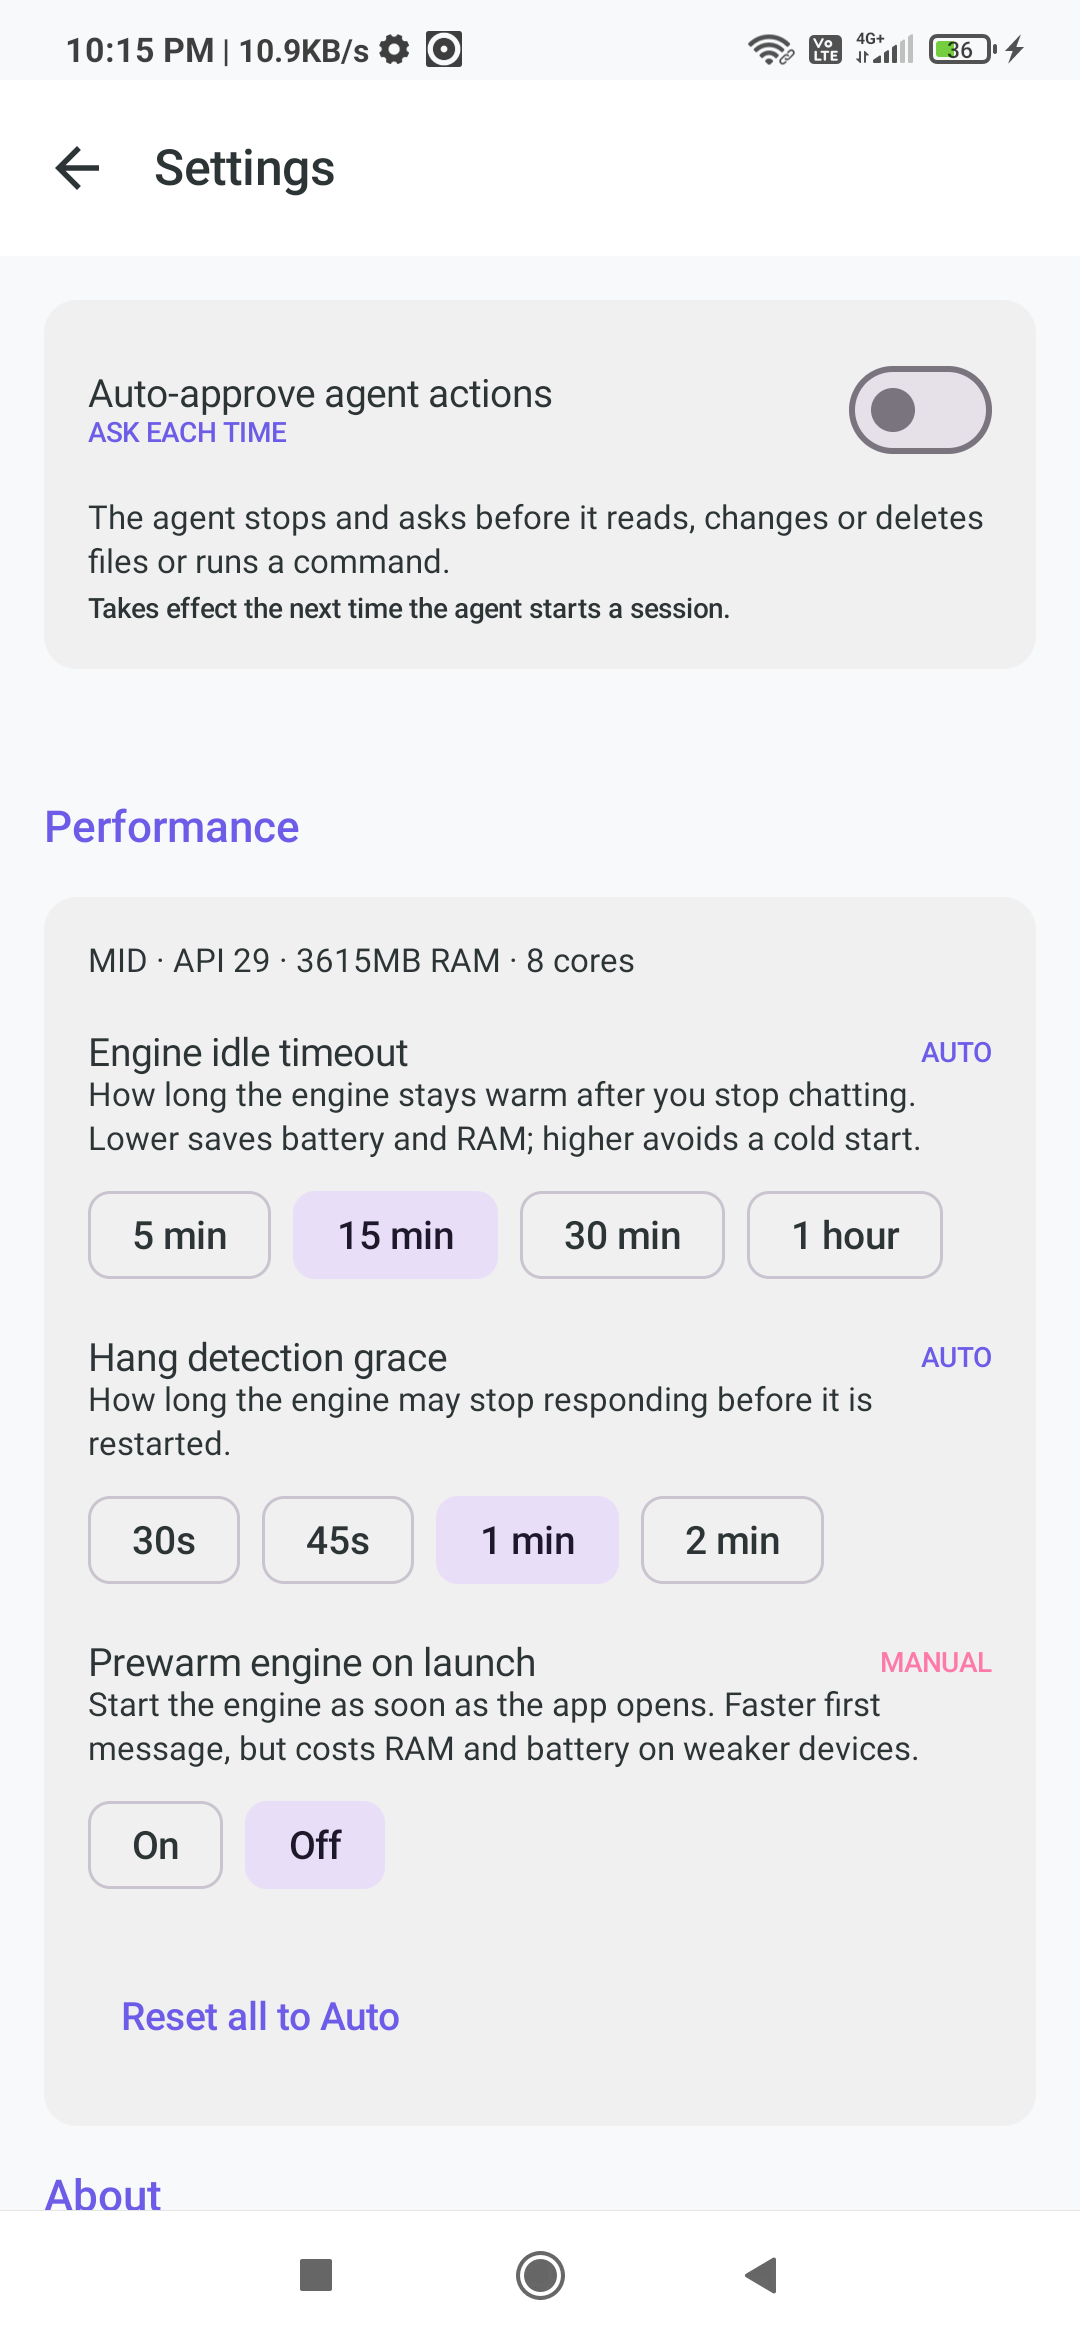 10:15 PM | 10.9KB/s
Vo LTE 4G+ 36
Settings
Auto-approve agent actions
ASK EACH TIME
The agent stops and asks before it reads, changes or deletes
files or runs a command.
Takes effect the next time the agent starts a session.
Performance
MID · API 29 · 3615MB RAM · 8 cores
Engine idle timeout AUTO
How long the engine stays warm after you stop chatting.
Lower saves battery and RAM; higher avoids a cold start.
5 min 15 min 30 min 1 hour
Hang detection grace AUTO
How long the engine may stop responding before it is
restarted.
30s 45s 1 min 2 min
Prewarm engine on launch MANUAL
Start the engine as soon as the app opens. Faster first
message, but costs RAM and battery on weaker devices.
On Off
Reset all to Auto
About